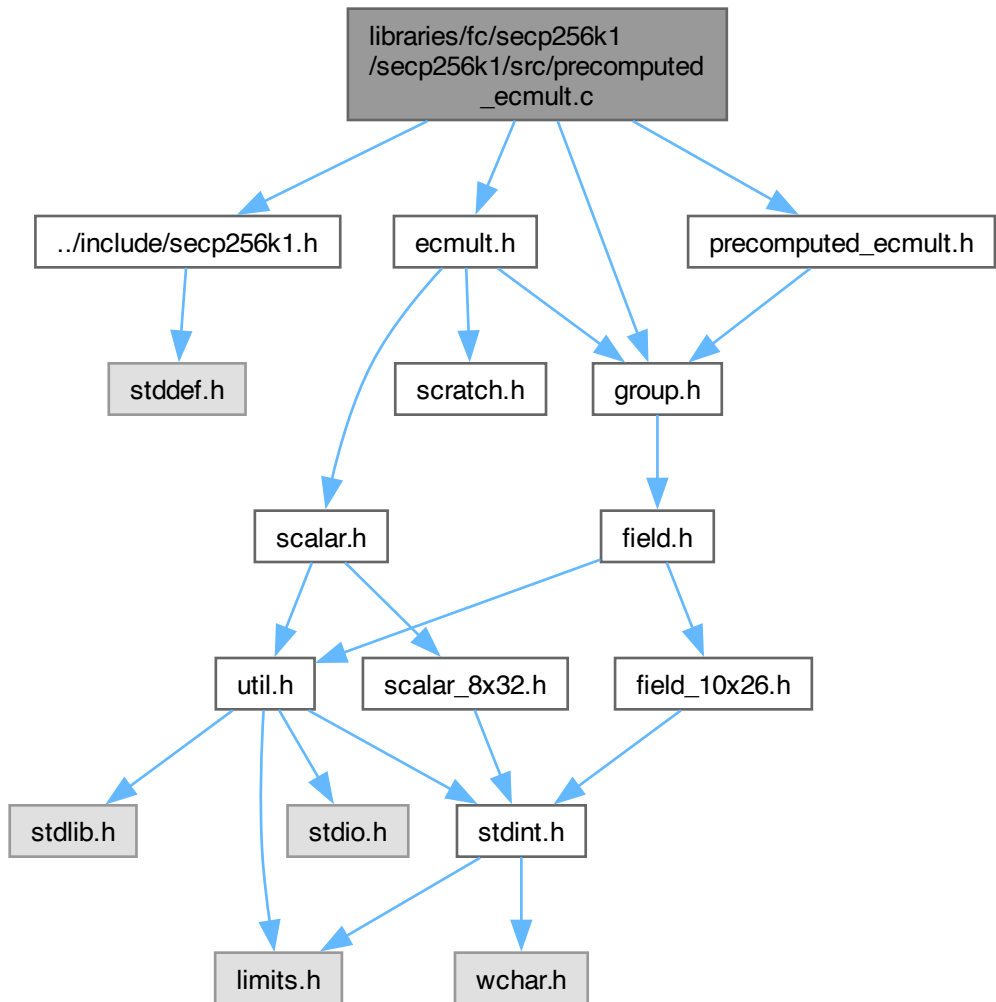 libraries/fc/secp256k1
/secp256k1/src/precomputed
_ecmult.c
../include/secp256k1.h
ecmult.h
precomputed_ecmult.h
stddef.h
scratch.h
group.h
scalar.h
field.h
util.h
scalar_8x32.h
field_10x26.h
stdlib.h
stdio.h
stdint.h
limits.h
wchar.h